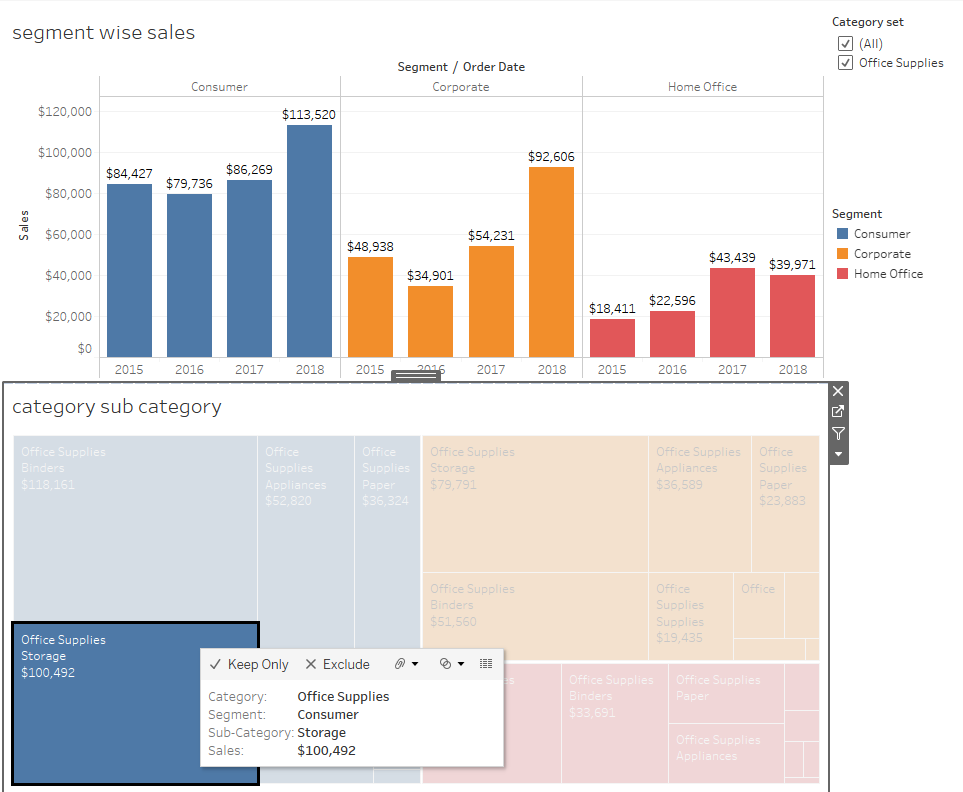 segment wise sales
Category set
(All)
Office Supplies
Segment / Order Date
Consumer
Corporate
Home Office
$120,000
$100,000
$80,000
$60,000
$40,000
$20,000
$0
Sales
$84,427
$79,736
$86,269
$113,520
$48,938
$34,901
$54,231
$92,606
$18,411
$22,596
$43,439
$39,971
2015
2016
2017
2018
2015
2016
2017
2018
2015
2016
2017
2018
Segment
Consumer
Corporate
Home Office
category sub category
Office Supplies
Binders
$118,161
Office
Supplies
Appliances
$52,820
Office
Supplies
Paper
$36,324
Office Supplies
Storage
$79,791
Office Supplies
Appliances
$36,589
Office
Supplies
Paper
$23,883
Office Supplies
Binders
$51,560
Office
Supplies
Supplies
$19,435
Office
Office Supplies
Storage
$100,492
Keep Only
Exclude
Category: Office Supplies
Segment: Consumer
Sub-Category: Storage
Sales: $100,492
Office Supplies
Binders
$33,691
Office Supplies
Paper
Office Supplies
Appliances